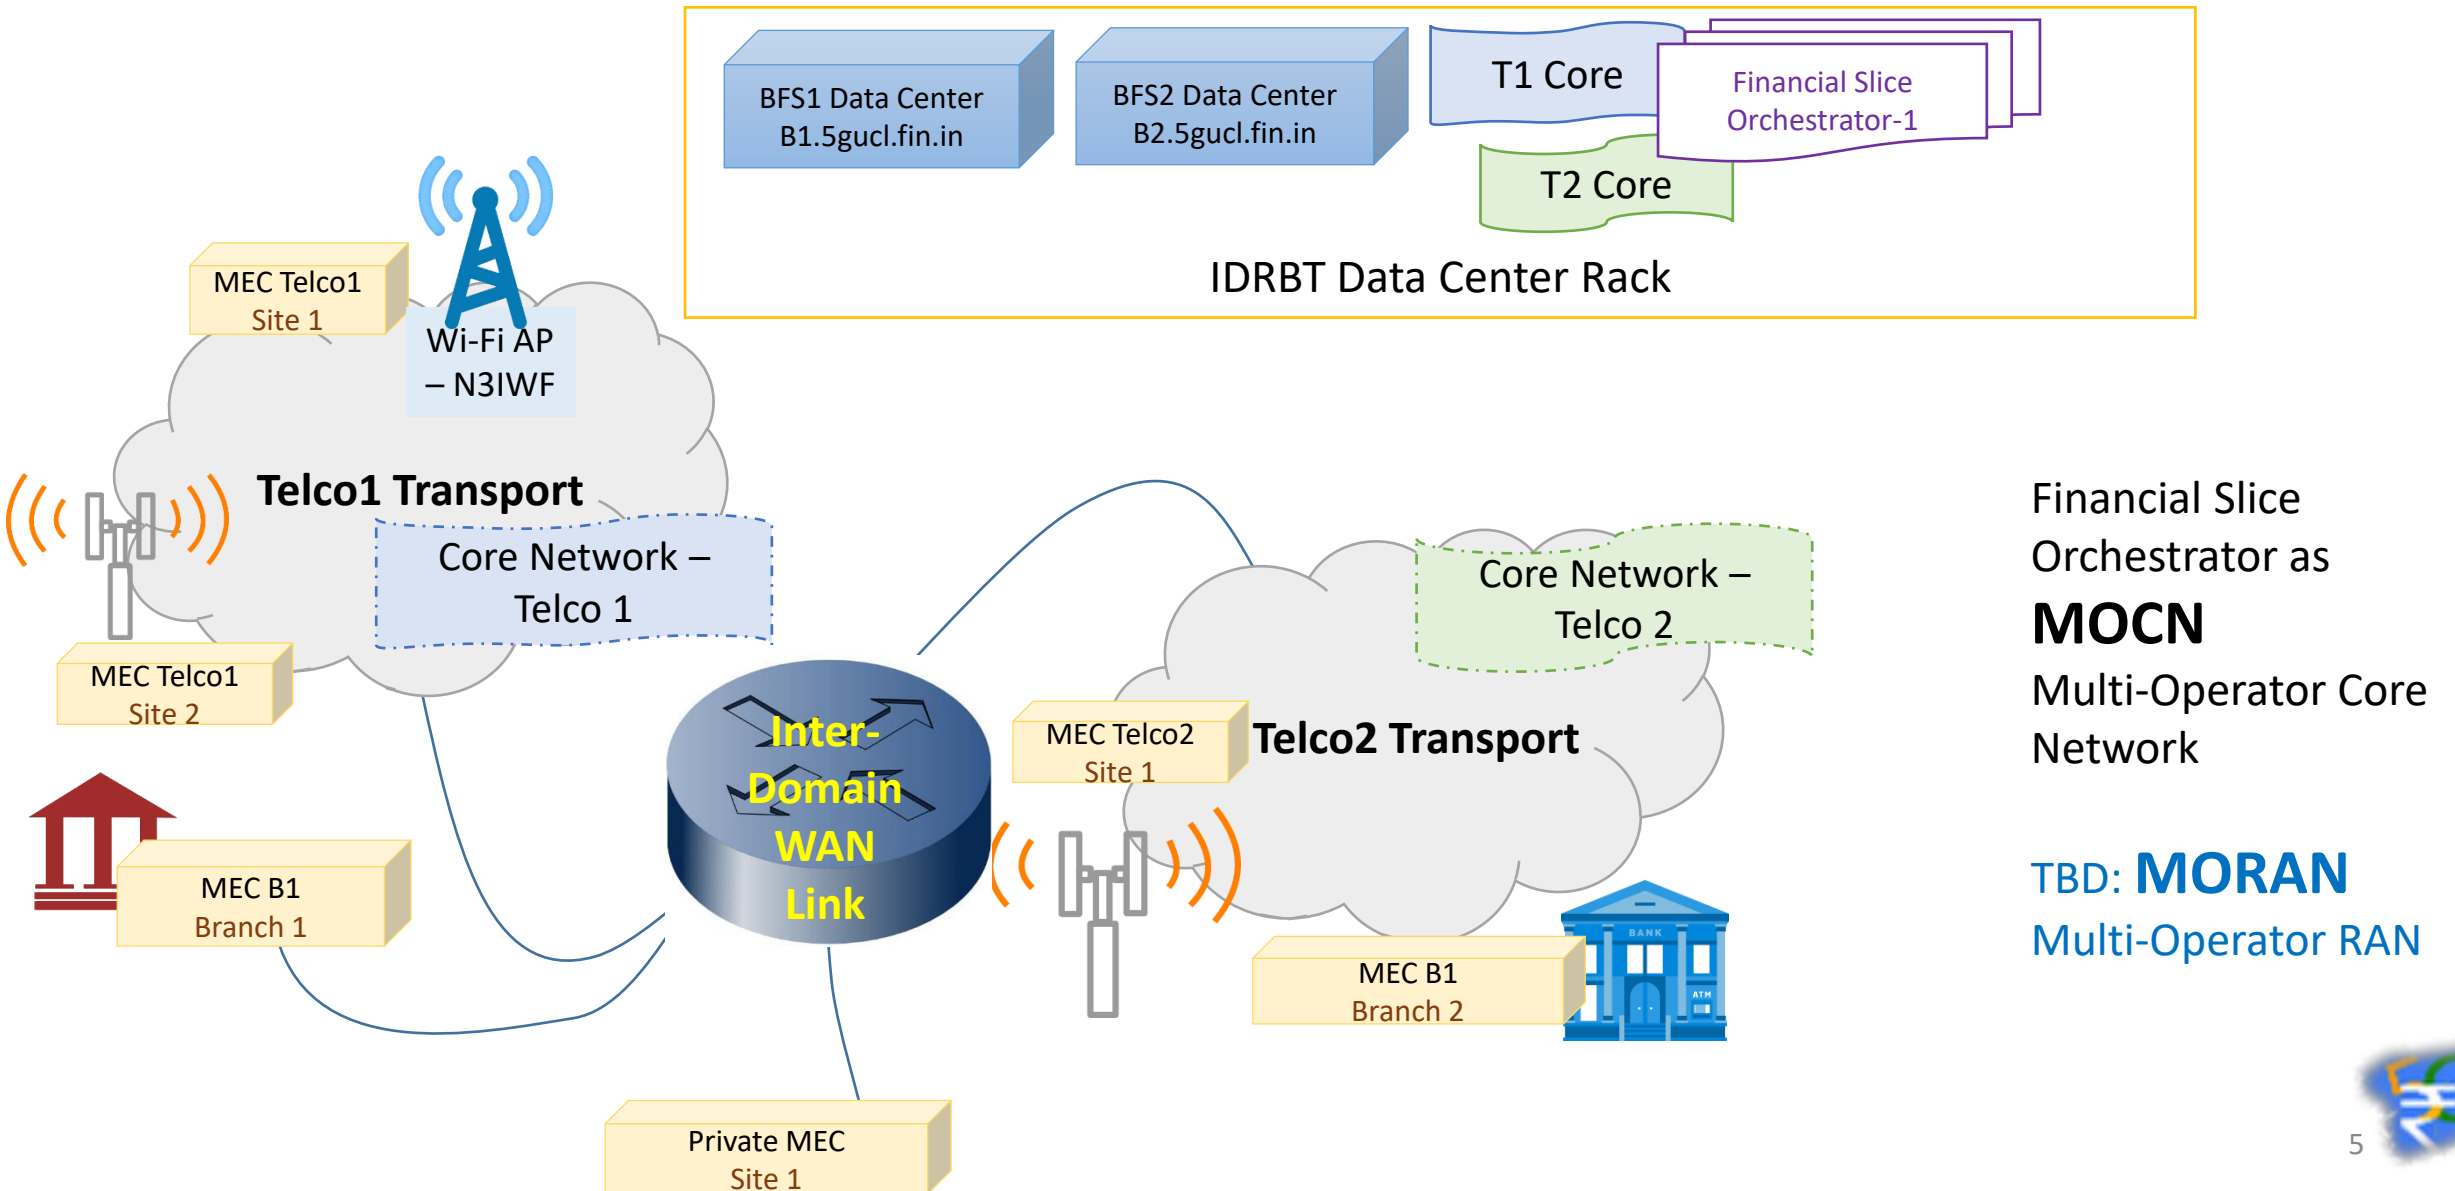 BFS1 Data Center
B1.5gucl.fin.in
BFS2 Data Center
B2.5gucl.fin.in
T1 Core
Financial Slice
Orchestrator-1
T2 Core
IDRBT Data Center Rack
MEC Telco1
Site 1
Wi-Fi AP
– N3IWF
Telco1 Transport
Core Network –
Telco 1
MEC Telco1
Site 2
MEC B1
Branch 1
Inter-
Domain
WAN
Link
Private MEC
Site 1
Core Network –
Telco 2
MEC Telco2
Site 1
Telco2 Transport
MEC B1
Branch 2
BANK
ATM
Financial Slice
Orchestrator as
MOCN
Multi-Operator Core
Network
TBD: MORAN
Multi-Operator RAN
5